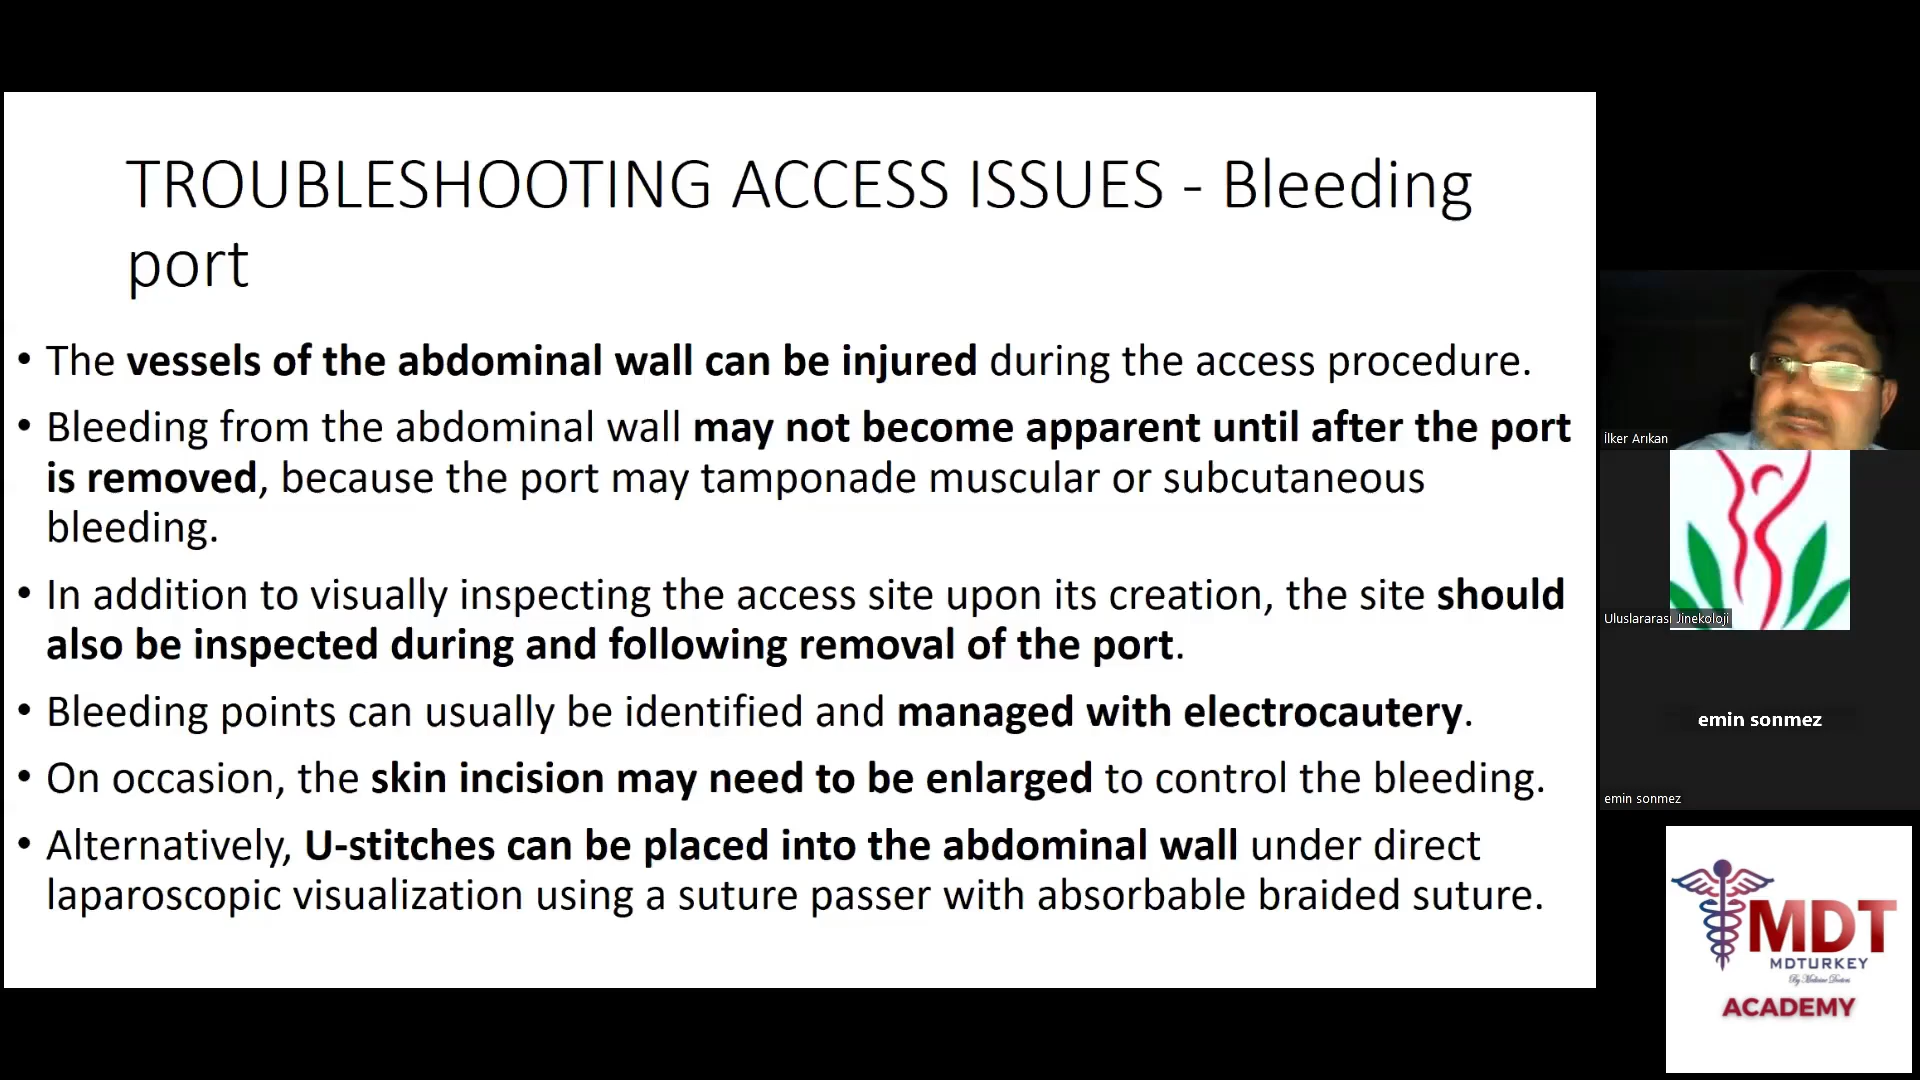 TROUBLESHOOTING ACCESS ISSUES - Bleeding
port
• The vessels of the abdominal wall can be injured during the access procedure.
• Bleeding from the abdominal wall may not become apparent until after the port
is removed, because the port may tamponade muscular or subcutaneous
bleeding.
• In addition to visually inspecting the access site upon its creation, the site should
also be inspected during and following removal of the port.
• Bleeding points can usually be identified and managed with electrocautery.
• On occasion, the skin incision may need to be enlarged to control the bleeding.
• Alternatively, U-stitches can be placed into the abdominal wall under direct
laparoscopic visualization using a suture passer with absorbable braided suture.
İlker Arıkan
Uluslararası Jinekoloji
emin sonmez
emin sonmez
MDT
MDTURKEY
By Medicine Doctors
ACADEMY